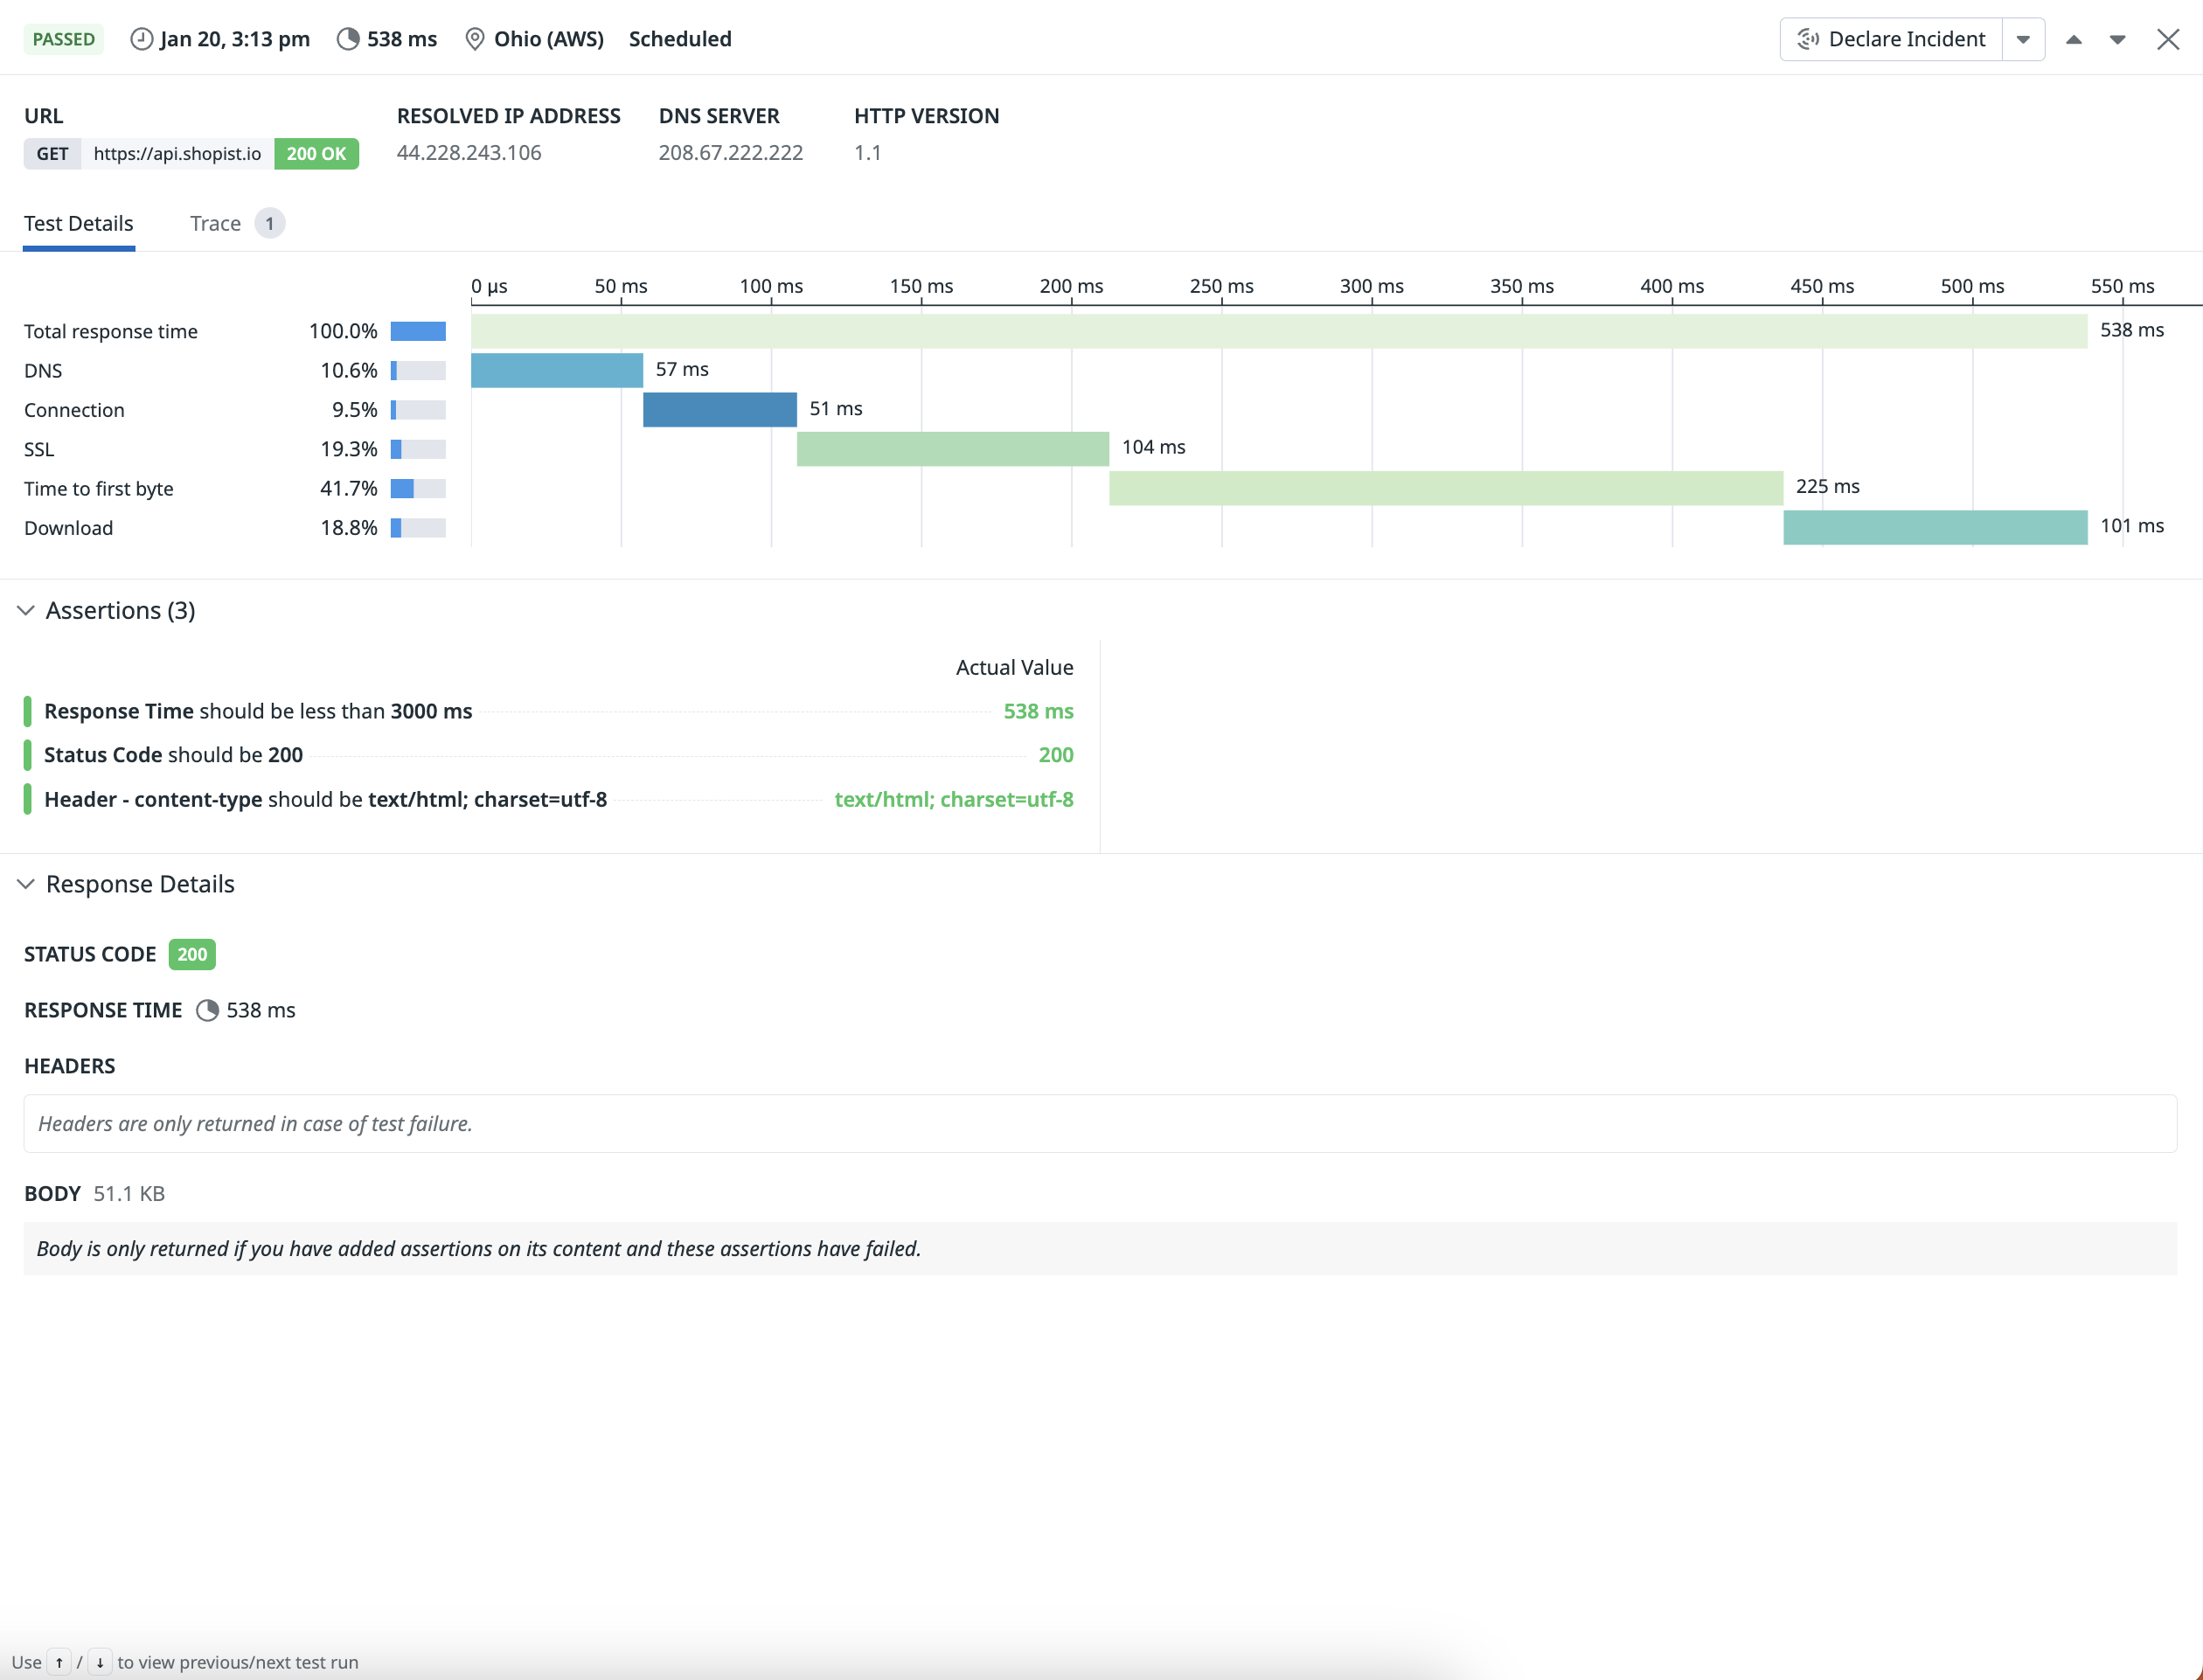 PASSED Jan 20, 3:13 pm 538 ms Ohio (AWS) Scheduled Declare Incident
URL RESOLVED IP ADDRESS DNS SERVER HTTP VERSION
GET https://api.shopist.io 200 OK 44.228.243.106 208.67.222.222 1.1
Test Details Trace 1
0 μs 50 ms 100 ms 150 ms 200 ms 250 ms 300 ms 350 ms 400 ms 450 ms 500 ms 550 ms
Total response time 100.0% 538 ms
DNS 10.6% 57 ms
Connection 9.5% 51 ms
SSL 19.3% 104 ms
Time to first byte 41.7% 225 ms
Download 18.8% 101 ms
Assertions (3)
Actual Value
Response Time should be less than 3000 ms 538 ms
Status Code should be 200 200
Header - content-type should be text/html; charset=utf-8 text/html; charset=utf-8
Response Details
STATUS CODE 200
RESPONSE TIME 538 ms
HEADERS
Headers are only returned in case of test failure.
BODY 51.1 KB
Body is only returned if you have added assertions on its content and these assertions have failed.
Use ↑ / ↓ to view previous/next test run